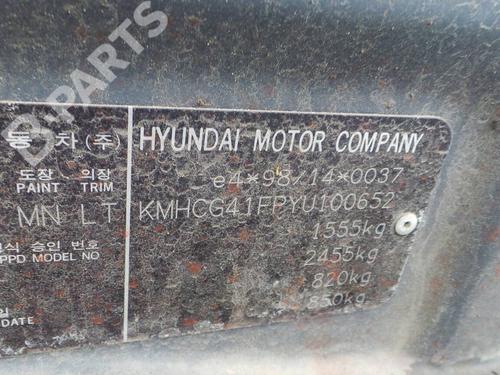 B-PARTS
동 차(주)
HYUNDAI MOTOR COMPANY
도장 의장
PAINT TRIM
e4*98/14*0037
MN LT
KMHCG41FPYU100652
1555kg
식 승인 번호
2455kg
PPD MODEL NO
820kg
850kg
일
DATE